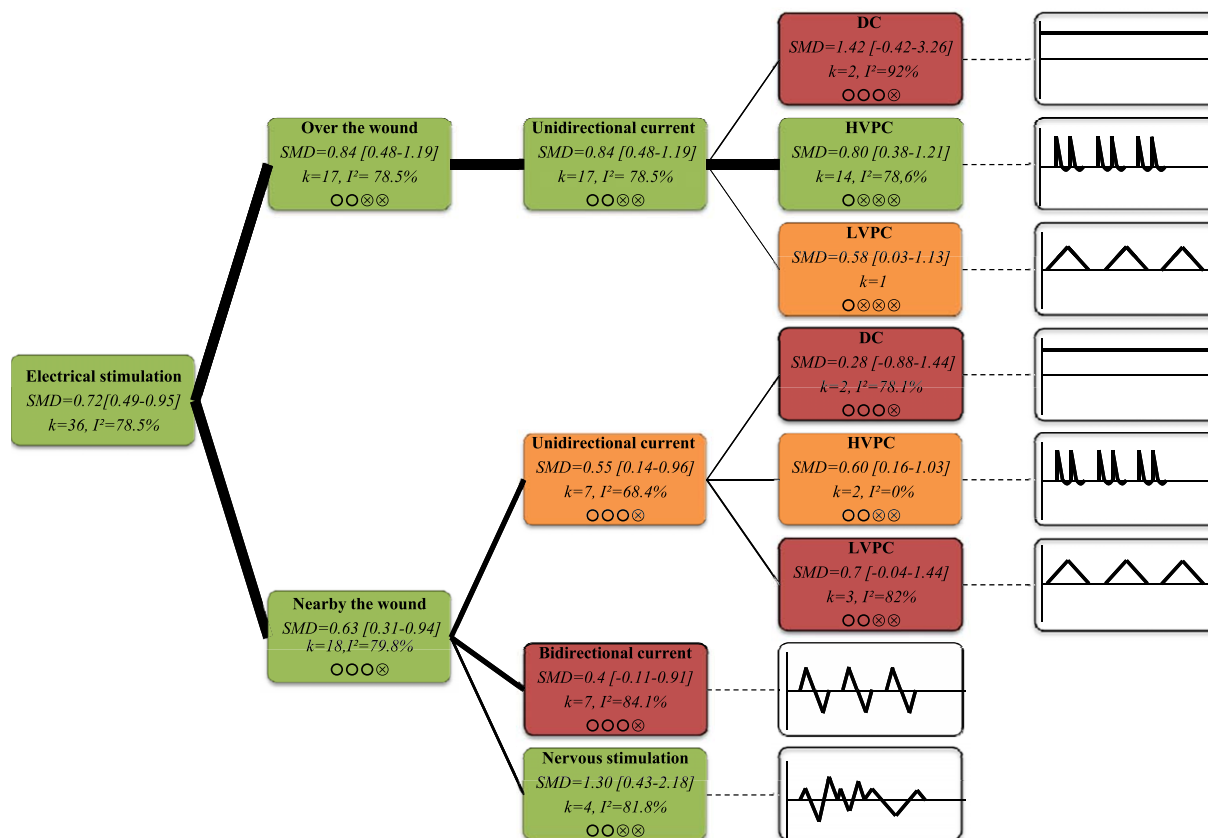 Electrical stimulation
SMD=0.72[0.49-0.95]
k=36, I²=78.5%
Over the wound
SMD=0.84 [0.48-1.19]
k=17, I²= 78.5%
Nearby the wound
SMD=0.63 [0.31-0.94]
k=18,I²=79.8%
Unidirectional current
SMD=0.84 [0.48-1.19]
k=17, I²= 78.5%
Unidirectional current
SMD=0.55 [0.14-0.96]
k=7, I²=68.4%
Bidirectional current
SMD=0.4 [-0.11-0.91]
k=7, I²=84.1%
Nervous stimulation
SMD=1.30 [0.43-2.18]
k=4, I²=81.8%
DC
SMD=1.42 [-0.42-3.26]
k=2, I²=92%
HVPC
SMD=0.80 [0.38-1.21]
k=14, I²=78,6%
LVPC
SMD=0.58 [0.03-1.13]
k=1
DC
SMD=0.28 [-0.88-1.44]
k=2, I²=78.1%
HVPC
SMD=0.60 [0.16-1.03]
k=2, I²=0%
LVPC
SMD=0.7 [-0.04-1.44]
k=3, I²=82%